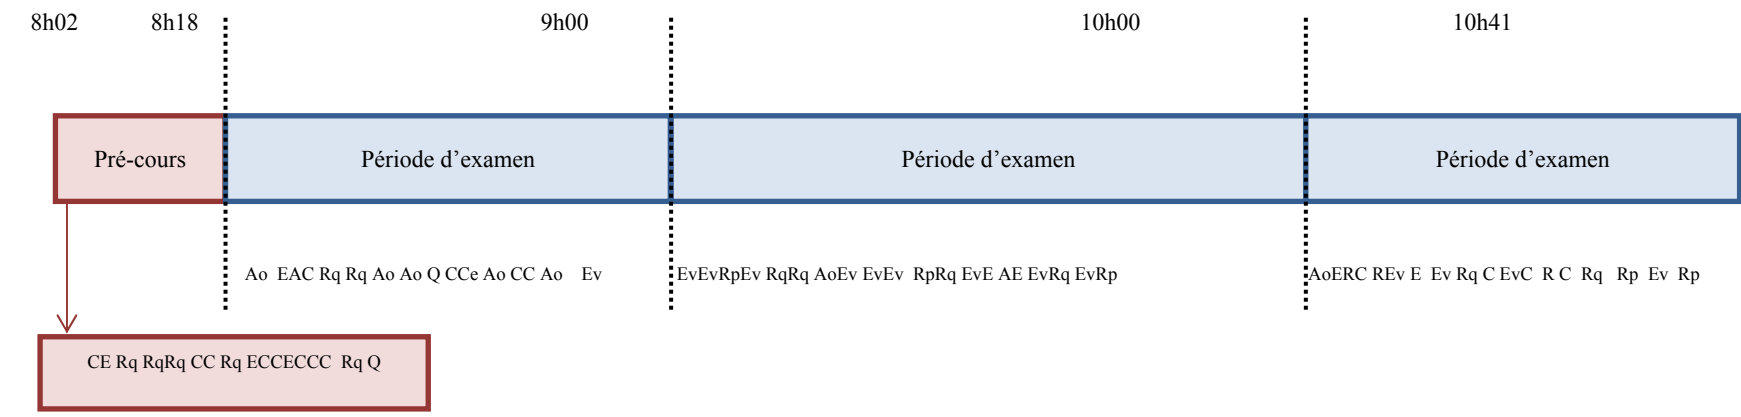 8h02 8h18 9h00 10h00 10h41
Pré-cours Période d'examen Période d'examen Période d'examen
Ao EAC Rq Rq Ao Ao Q CCe Ao CC Ao Ev EvEvRpEv RqRq AoEv EvEv RpRq EvE AE EvRq EvRp AoERC REv E Ev Rq C EvC R C Rq Rp Ev Rp
CE Rq RqRq CC Rq ECCECCC Rq Q